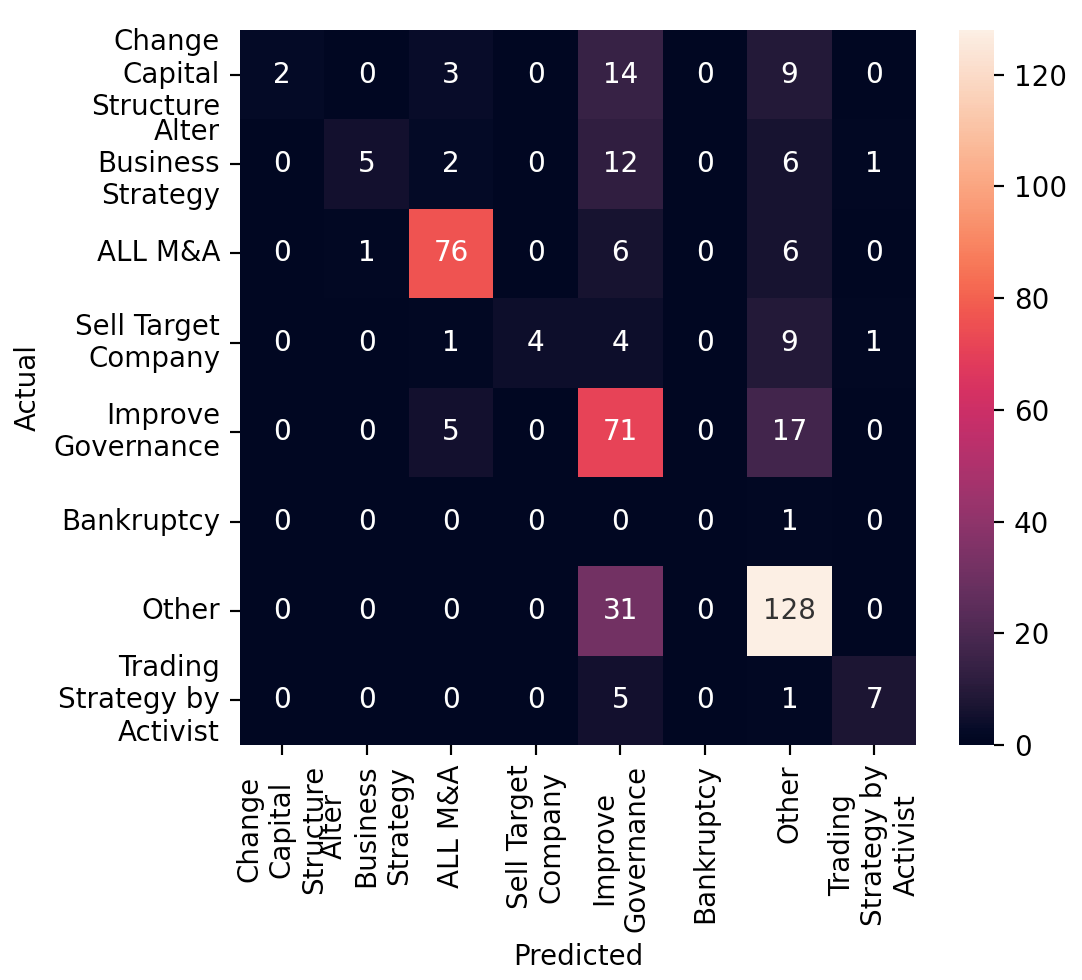 Change
Capital
Structure
2 0 3 0 14 0 9 0
Alter
Business
Strategy
0 5 2 0 12 0 6 1
ALL M&A
0 1 76 0 6 0 6 0
Sell Target
Company
0 0 1 4 4 0 9 1
Improve
Governance
0 0 5 0 71 0 17 0
Bankruptcy
0 0 0 0 0 0 1 0
Other
0 0 0 0 31 0 128 0
Trading
Strategy by
Activist
0 0 0 0 5 0 1 7
Actual
Change
Capital
Structure
Alter
Business
Strategy
ALL M&A
Sell Target
Company
Improve
Governance
Bankruptcy
Other
Trading
Strategy by
Activist
Predicted
120
100
80
60
40
20
0